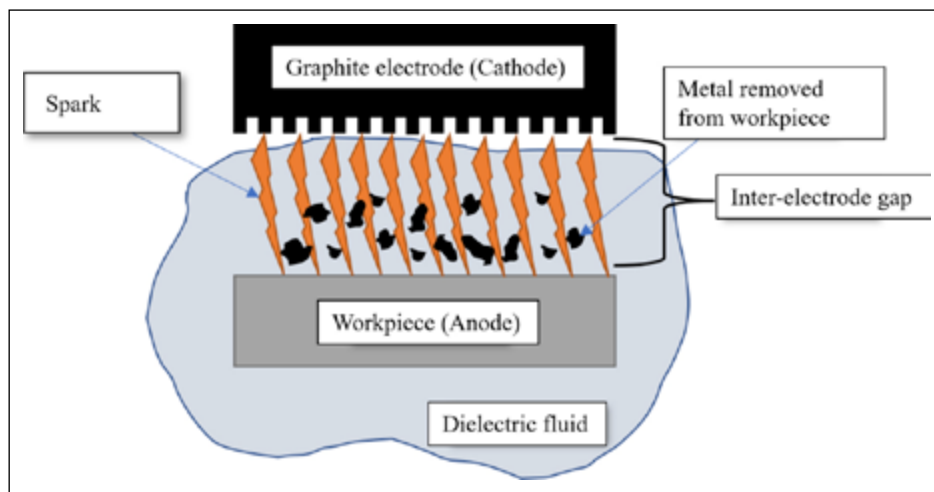 Graphite electrode (Cathode)
Spark
Metal removed
from workpiece
Inter-electrode gap
Workpiece (Anode)
Dielectric fluid